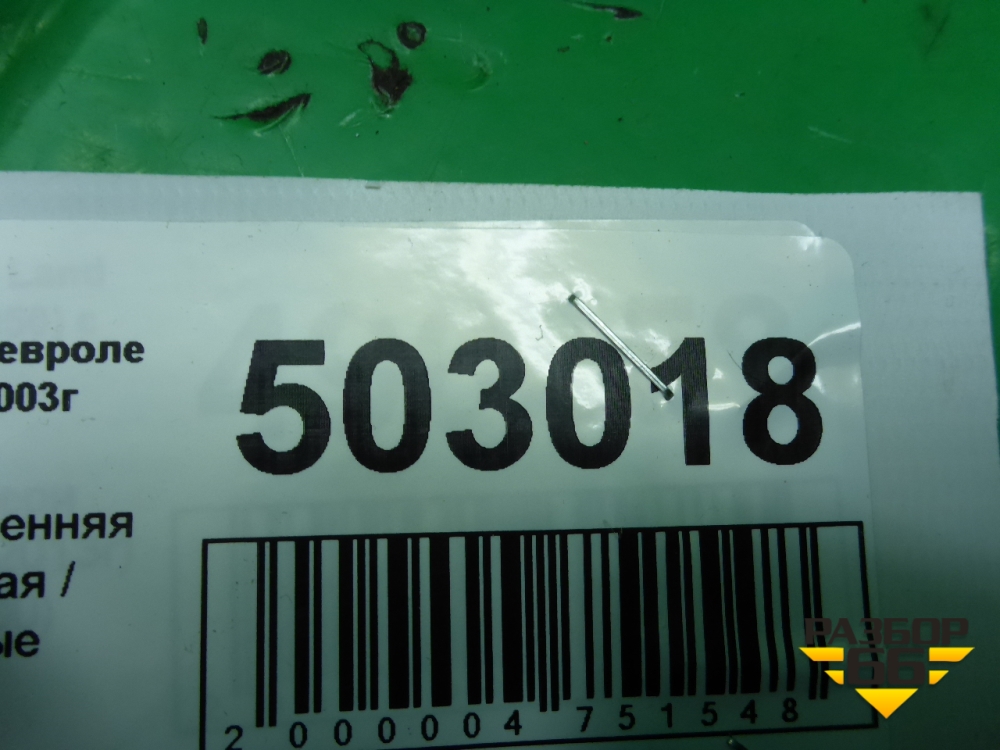 евроле
003г
503018
енняя
ая /
ые
2 000004 751548
РАЗБОР
66